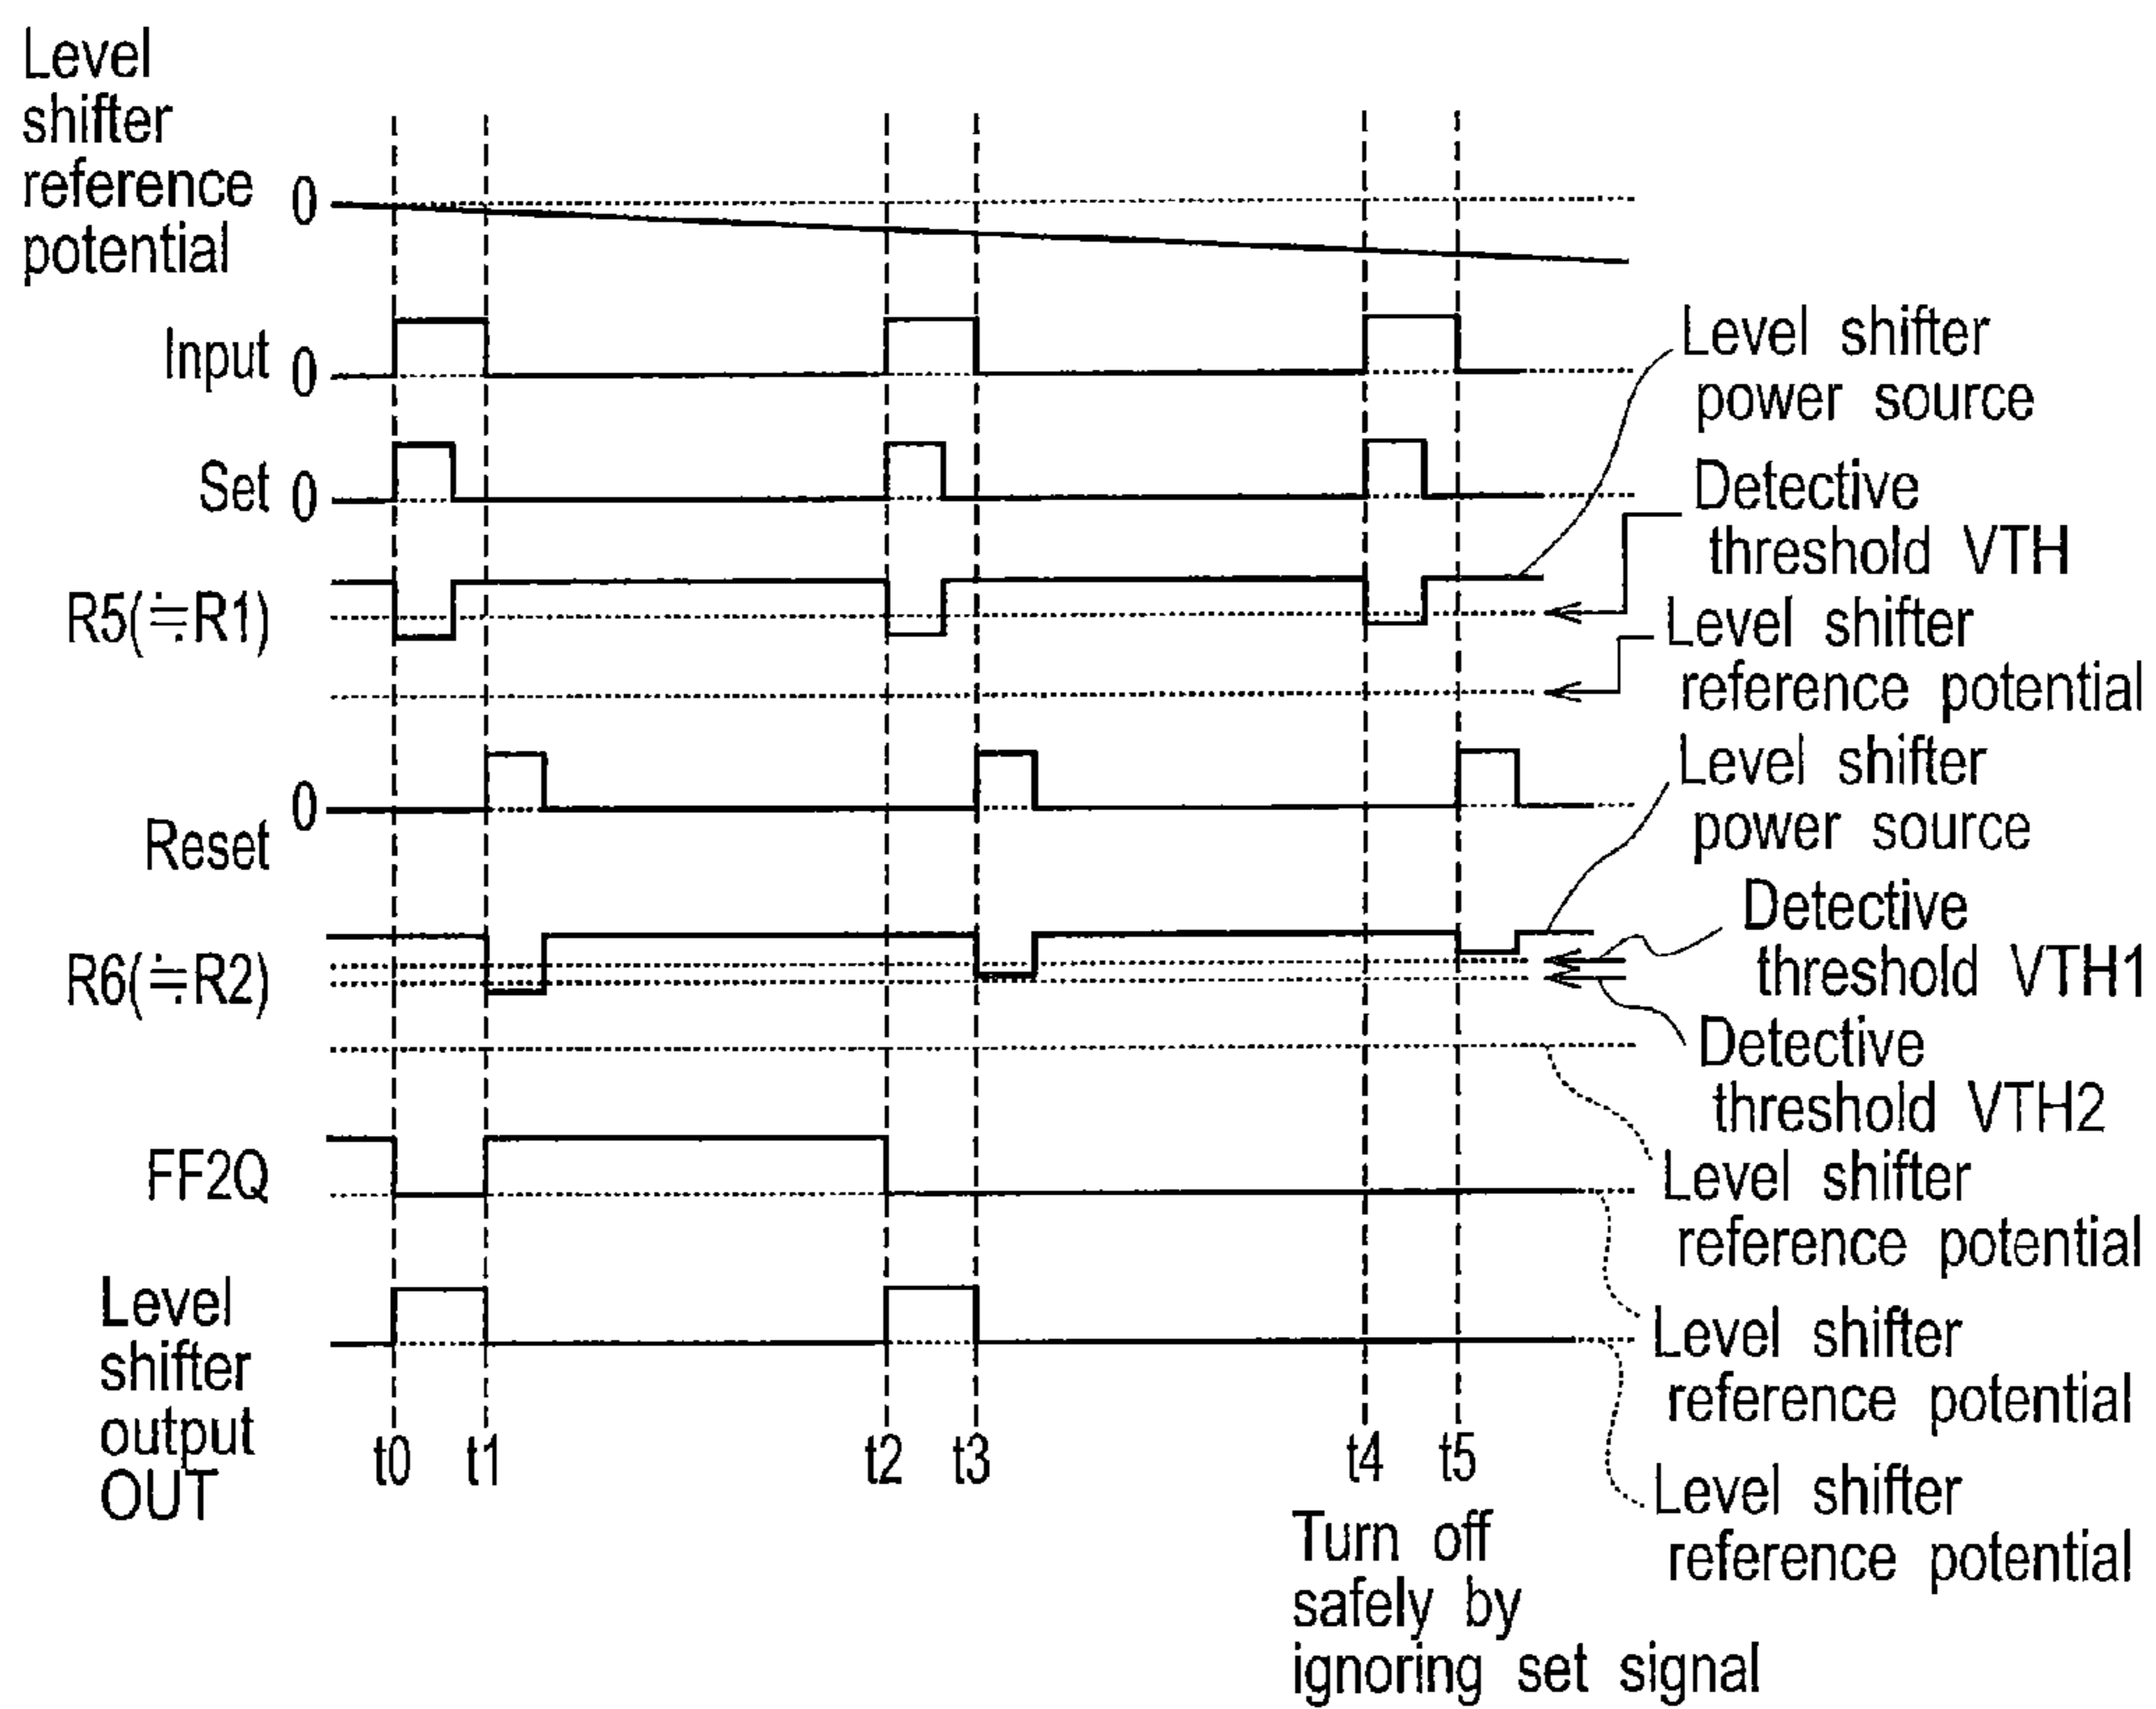 Level
shifter
reference
potential
0
Input 0
Set 0
R5(≒R1)
Reset
0
R6(≒R2)
FF2Q
Level
shifter
output
OUT
t0
t1
t2
t3
t4
t5
Turn off
safely by
ignoring set signal
Level shifter
power source
Detective
threshold VTH
Level shifter
reference potential
Level shifter
power source
Detective
threshold VTH1
Detective
threshold VTH2
Level shifter
reference potential
Level shifter
reference potential
Level shifter
reference potential